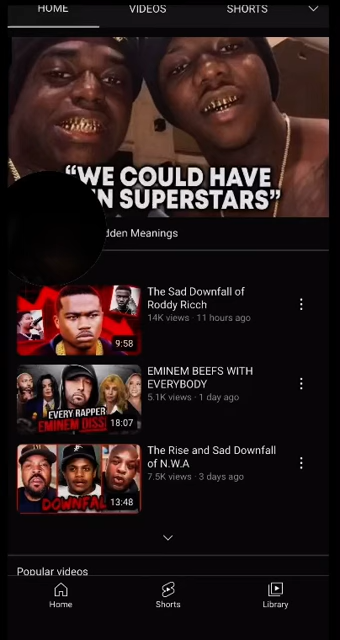 HOME VIDEOS SHORTS
“WE COULD HAVE
N SUPERSTARS”
dden Meanings
The Sad Downfall of
Roddy Ricch
14K views · 11 hours ago
9:58
EMINEM BEEFS WITH
EVERYBODY
5.1K views · 1 day ago
EVERY RAPPER
EMINEM DISS
18:07
The Rise and Sad Downfall
of N.W.A
7.5K views · 3 days ago
DOWNFAL
13:48
Popular videos
Home Shorts Library